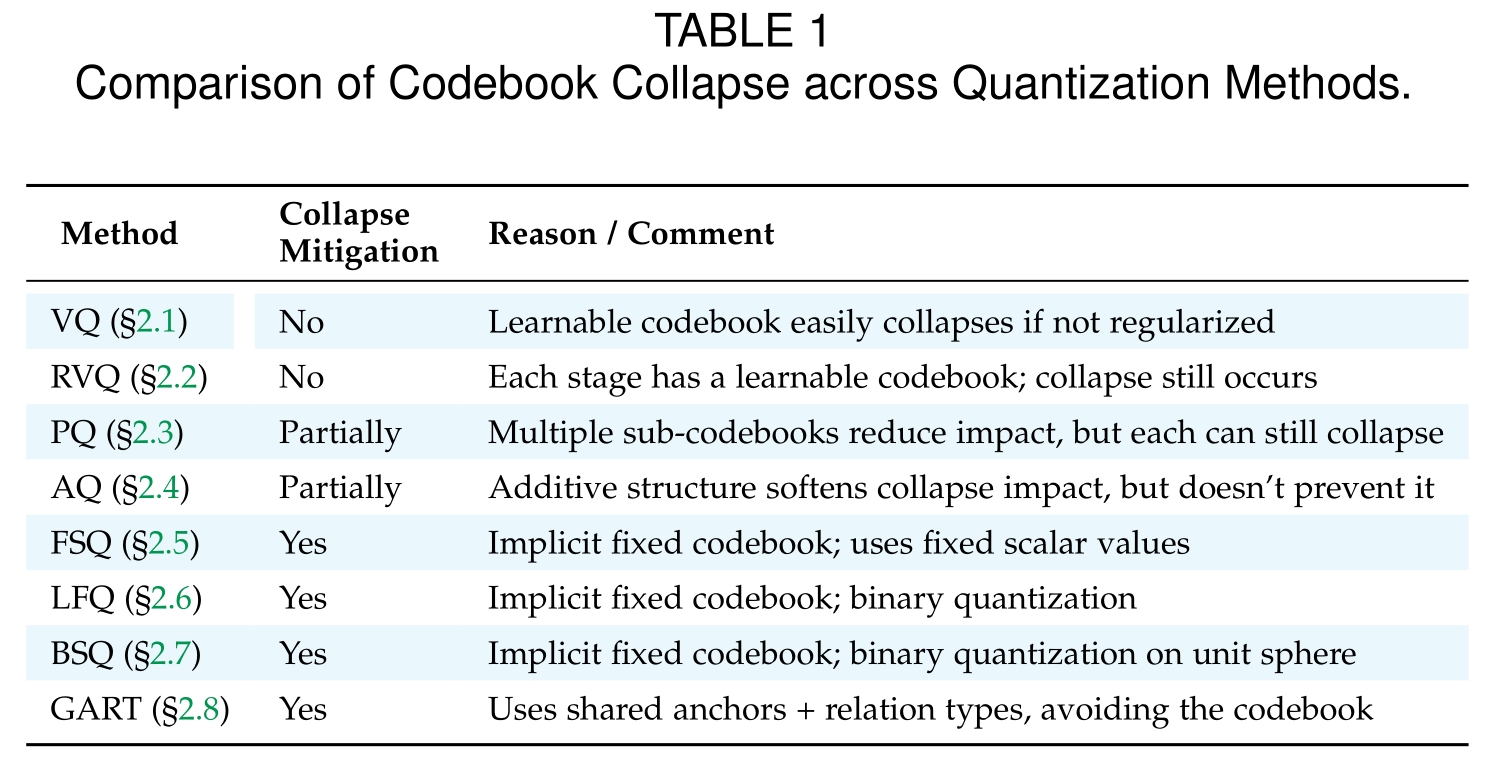 TABLE 1
Comparison of Codebook Collapse across Quantization Methods.
Method Collapse Mitigation Reason / Comment
VQ (§2.1) No Learnable codebook easily collapses if not regularized
RVQ (§2.2) No Each stage has a learnable codebook; collapse still occurs
PQ (§2.3) Partially Multiple sub-codebooks reduce impact, but each can still collapse
AQ (§2.4) Partially Additive structure softens collapse impact, but doesn’t prevent it
FSQ (§2.5) Yes Implicit fixed codebook; uses fixed scalar values
LFQ (§2.6) Yes Implicit fixed codebook; binary quantization
BSQ (§2.7) Yes Implicit fixed codebook; binary quantization on unit sphere
GART (§2.8) Yes Uses shared anchors + relation types, avoiding the codebook